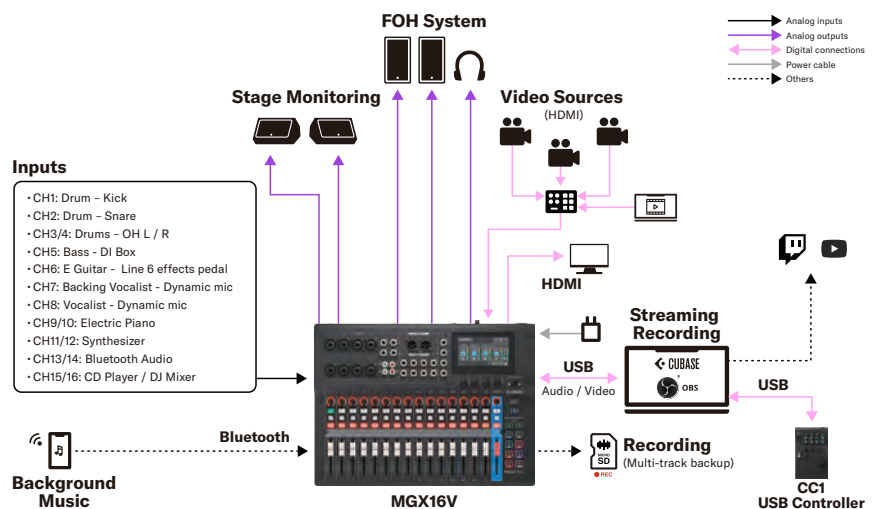 FOH System
Analog inputs
Analog outputs
Digital connections
Power cable
Others
Stage Monitoring
Video Sources
(HDMI)
Inputs
・CH1: Drum – Kick
・CH2: Drum – Snare
・CH3/4: Drums – OH L / R
・CH5: Bass - DI Box
・CH6: E Guitar - Line 6 effects pedal
・CH7: Backing Vocalist - Dynamic mic
・CH8: Vocalist - Dynamic mic
・CH9/10: Electric Piano
・CH11/12: Synthesizer
・CH13/14: Bluetooth Audio
・CH15/16: CD Player / DJ Mixer
HDMI
Streaming
Recording
CUBASE
OBS
USB
Audio / Video
USB
Bluetooth
Background
Music
MICRO
SD
REC
Recording
(Multi-track backup)
MGX16V
CC1
USB Controller